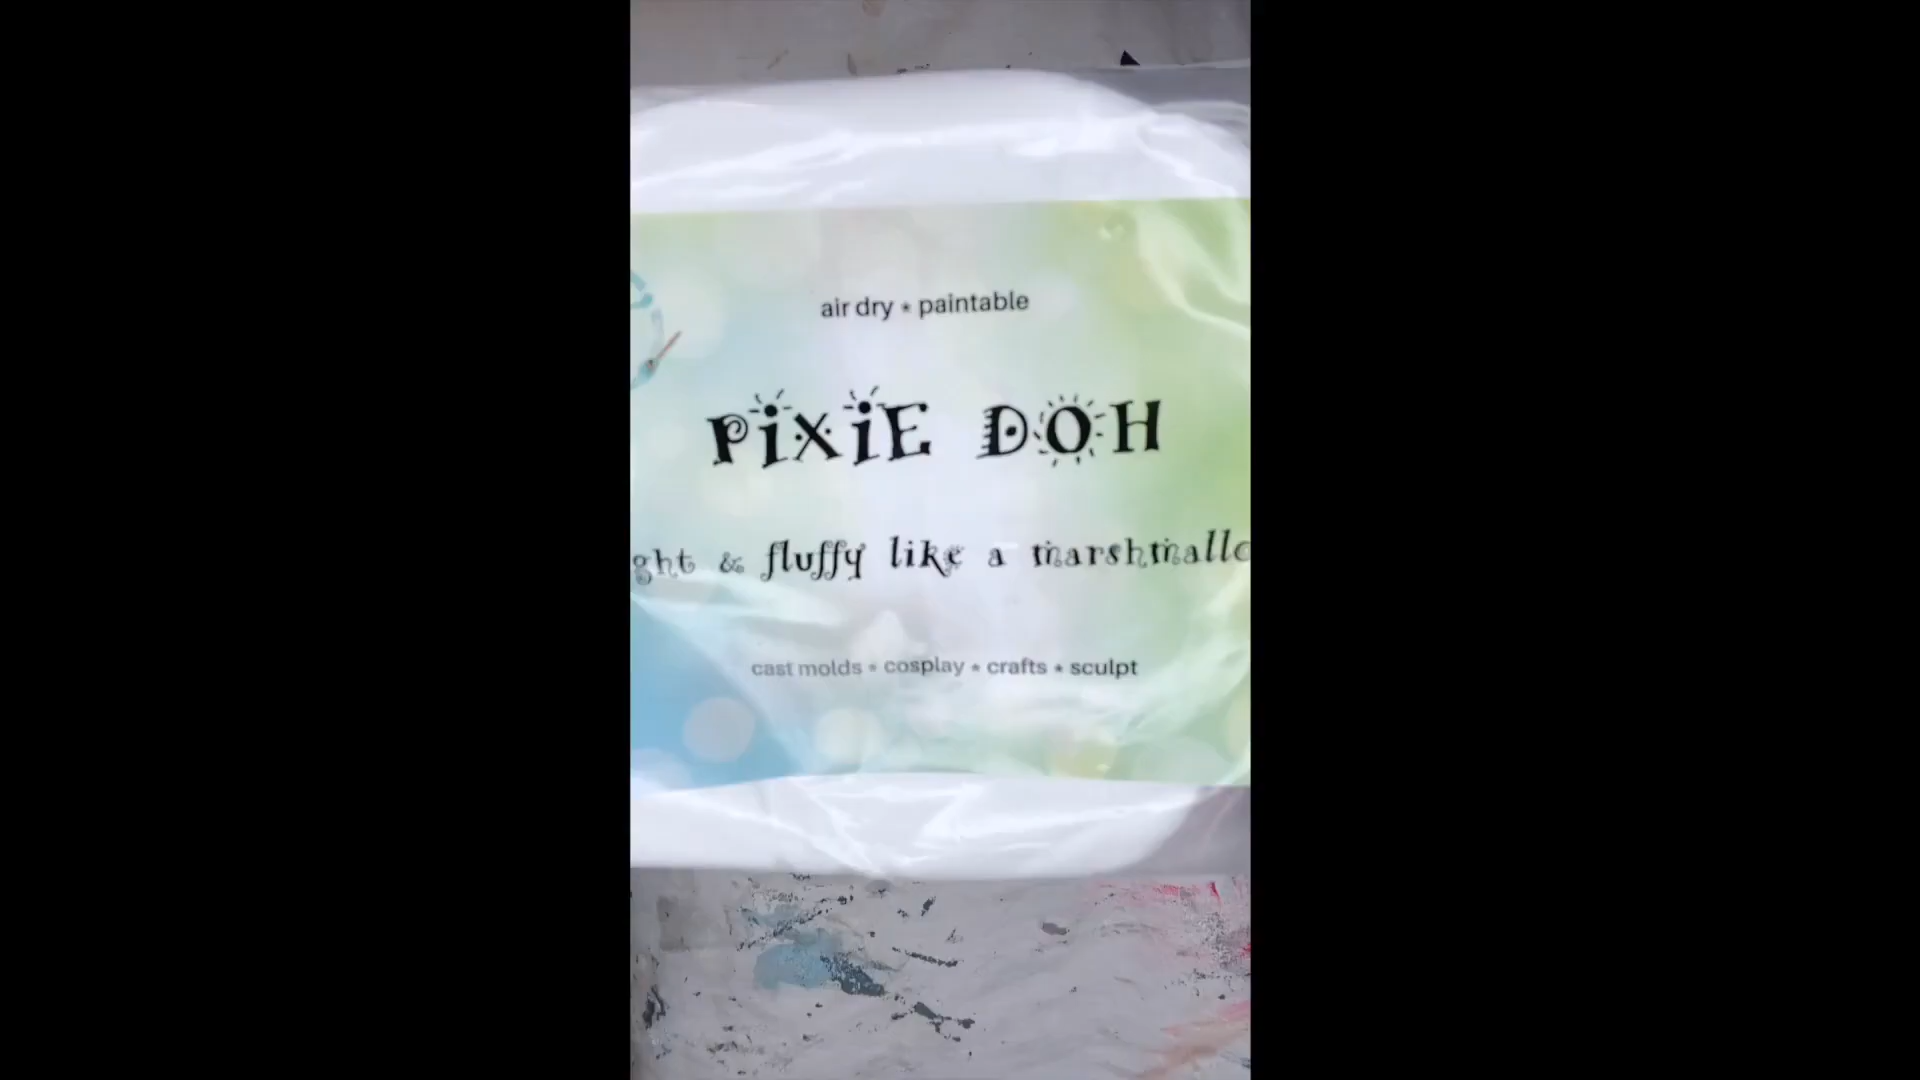 air dry * paintable
PiXiE DOH
ght & fluffy like a marshmallo
cast molds * cosplay * crafts * sculpt